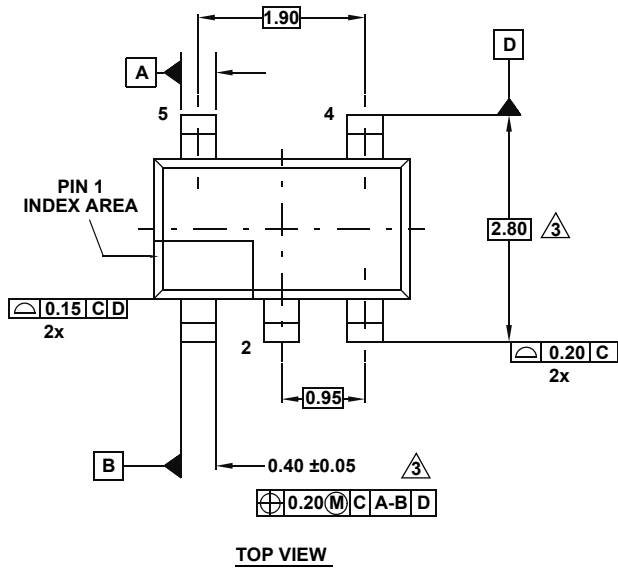 1.90
A
D
5
4
PIN 1
INDEX AREA
2.80 3
0.15 C D
2x
2
0.20 C
2x
0.95
B
0.40 ±0.05 3
0.20 M C A-B D
TOP VIEW